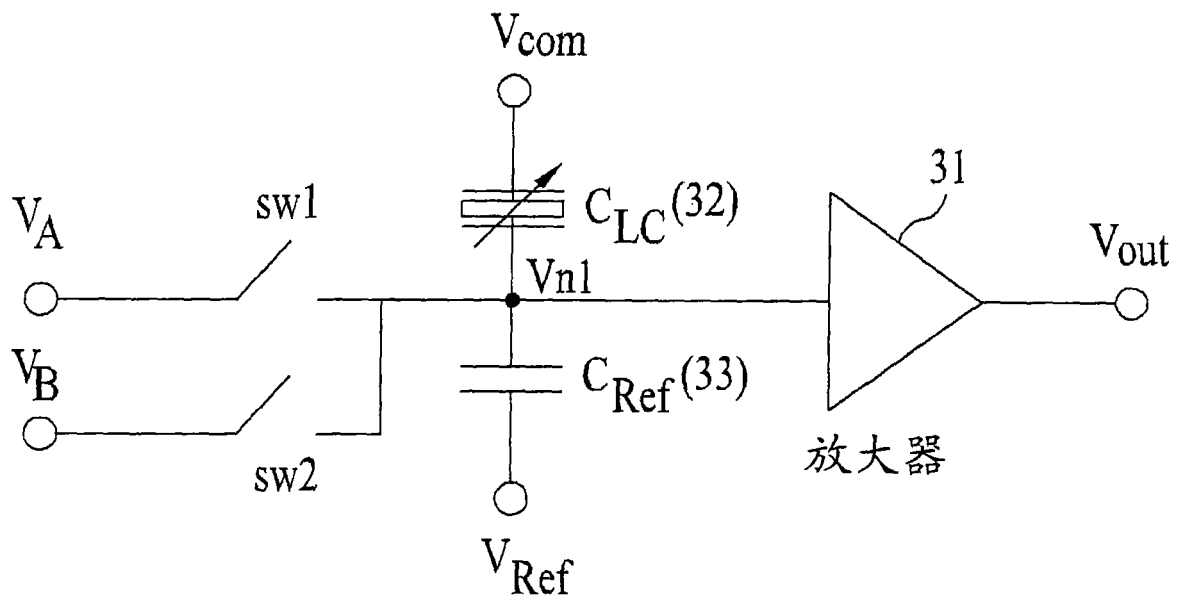 Vcom
VA
sw1
CLC(32)
31
Vout
Vn1
VB
CRef(33)
sw2
放大器
VRef